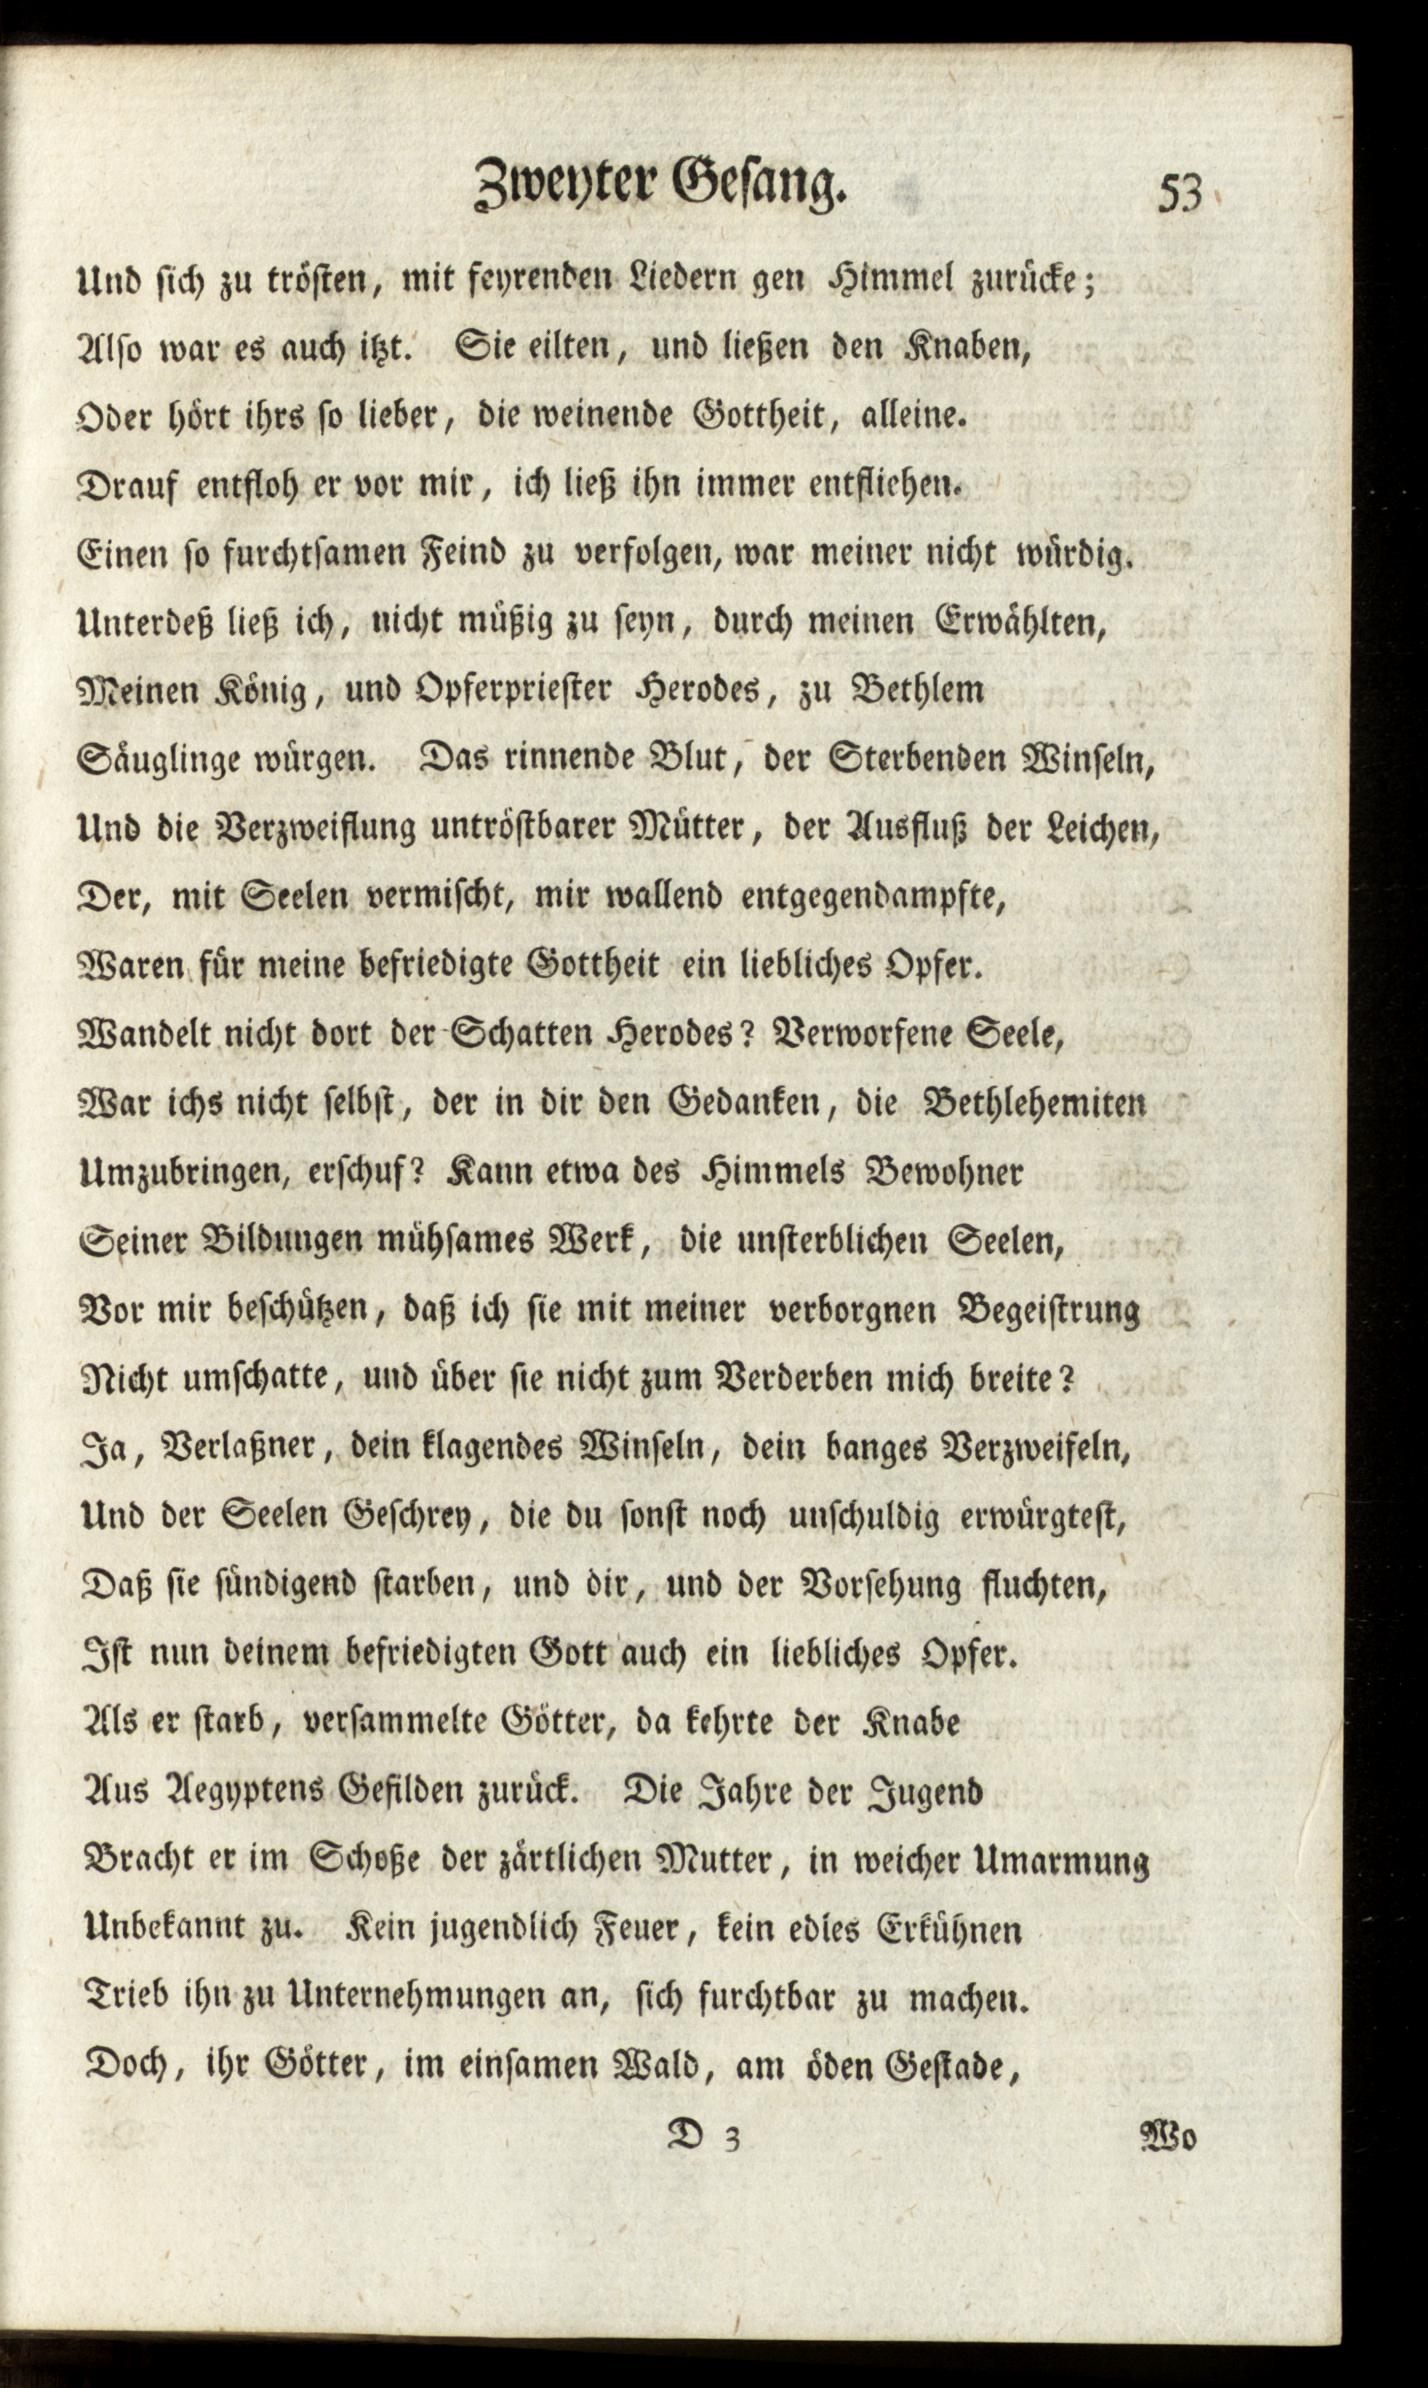 Zweyter Gesang. 53
Und sich zu trösten, mit feyrenden Liedern gen Himmel zurücke;
Also war es auch itzt. Sie eilten, und ließen den Knaben,
Oder hört ihrs so lieber, die weinende Gottheit, alleine.
Drauf entfloh er vor mir, ich ließ ihn immer entfliehen.
Einen so furchtsamen Feind zu verfolgen, war meiner nicht würdig.
Unterdeß ließ ich, nicht müßig zu seyn, durch meinen Erwählten,
Meinen König, und Opferpriester Herodes, zu Bethlem
Säuglinge würgen. Das rinnende Blut, der Sterbenden Winseln,
Und die Verzweiflung untröstbarer Mütter, der Ausfluß der Leichen,
Der, mit Seelen vermischt, mir wallend entgegendampfte,
Waren für meine befriedigte Gottheit ein liebliches Opfer.
Wandelt nicht dort der Schatten Herodes? Verworfene Seele,
War ichs nicht selbst, der in dir den Gedanken, die Bethlehemiten
Umzubringen, erschuf? Kann etwa des Himmels Bewohner
Seiner Bildungen mühsames Werk, die unsterblichen Seelen,
Vor mir beschützen, daß ich sie mit meiner verborgnen Begeistrung
Nicht umschatte, und über sie nicht zum Verderben mich breite?
Ja, Verlaßner, dein klagendes Winseln, dein banges Verzweifeln,
Und der Seelen Geschrey, die du sonst noch unschuldig erwürgtest,
Daß sie sündigend starben, und dir, und der Vorsehung fluchten,
Ist nun deinem befriedigten Gott auch ein liebliches Opfer.
Als er starb, versammelte Götter, da kehrte der Knabe
Aus Aegyptens Gefilden zurück. Die Jahre der Jugend
Bracht er im Schoße der zärtlichen Mutter, in weicher Umarmung
Unbekannt zu. Kein jugendlich Feuer, kein edles Erkühnen
Trieb ihn zu Unternehmungen an, sich furchtbar zu machen.
Doch, ihr Götter, im einsamen Wald, am öden Gestade,
D 3 Wo